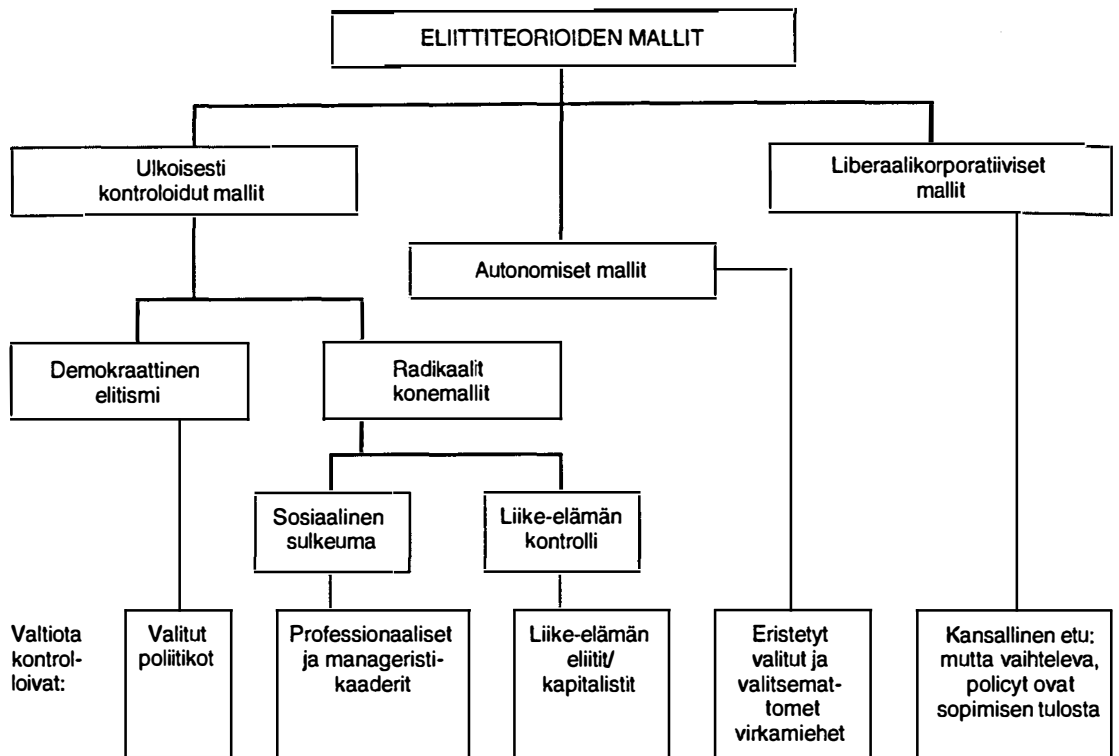 ELIITTITEORIOIDEN MALLIT
Ulkoisesti
kontroloidut mallit
Liberaalikorporatiiviset
mallit
Autonomiset mallit
Demokraattinen
elitismi
Radikaalit
konemallit
Sosiaalinen
sulkeuma
Liike-elämän
kontrolli
Valtiota
kontrol-
loivat:
Valitut
poliitikot
Professionaaliset
ja manageristi-
kaaderit
Liike-elämän
eliitit/
kapitalistit
Eristetyt
valitut ja
valitsemat-
tomet
virkamiehet
Kansallinen etu;
mutta vaihteleva,
policyt ovat
sopimisen tulosta